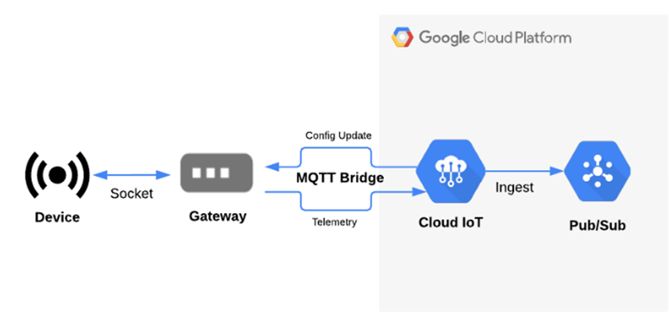 Google Cloud Platform
Config Update
MQTT Bridge
Socket
Ingest
Device
Gateway
Telemetry
Cloud IoT
Pub/Sub